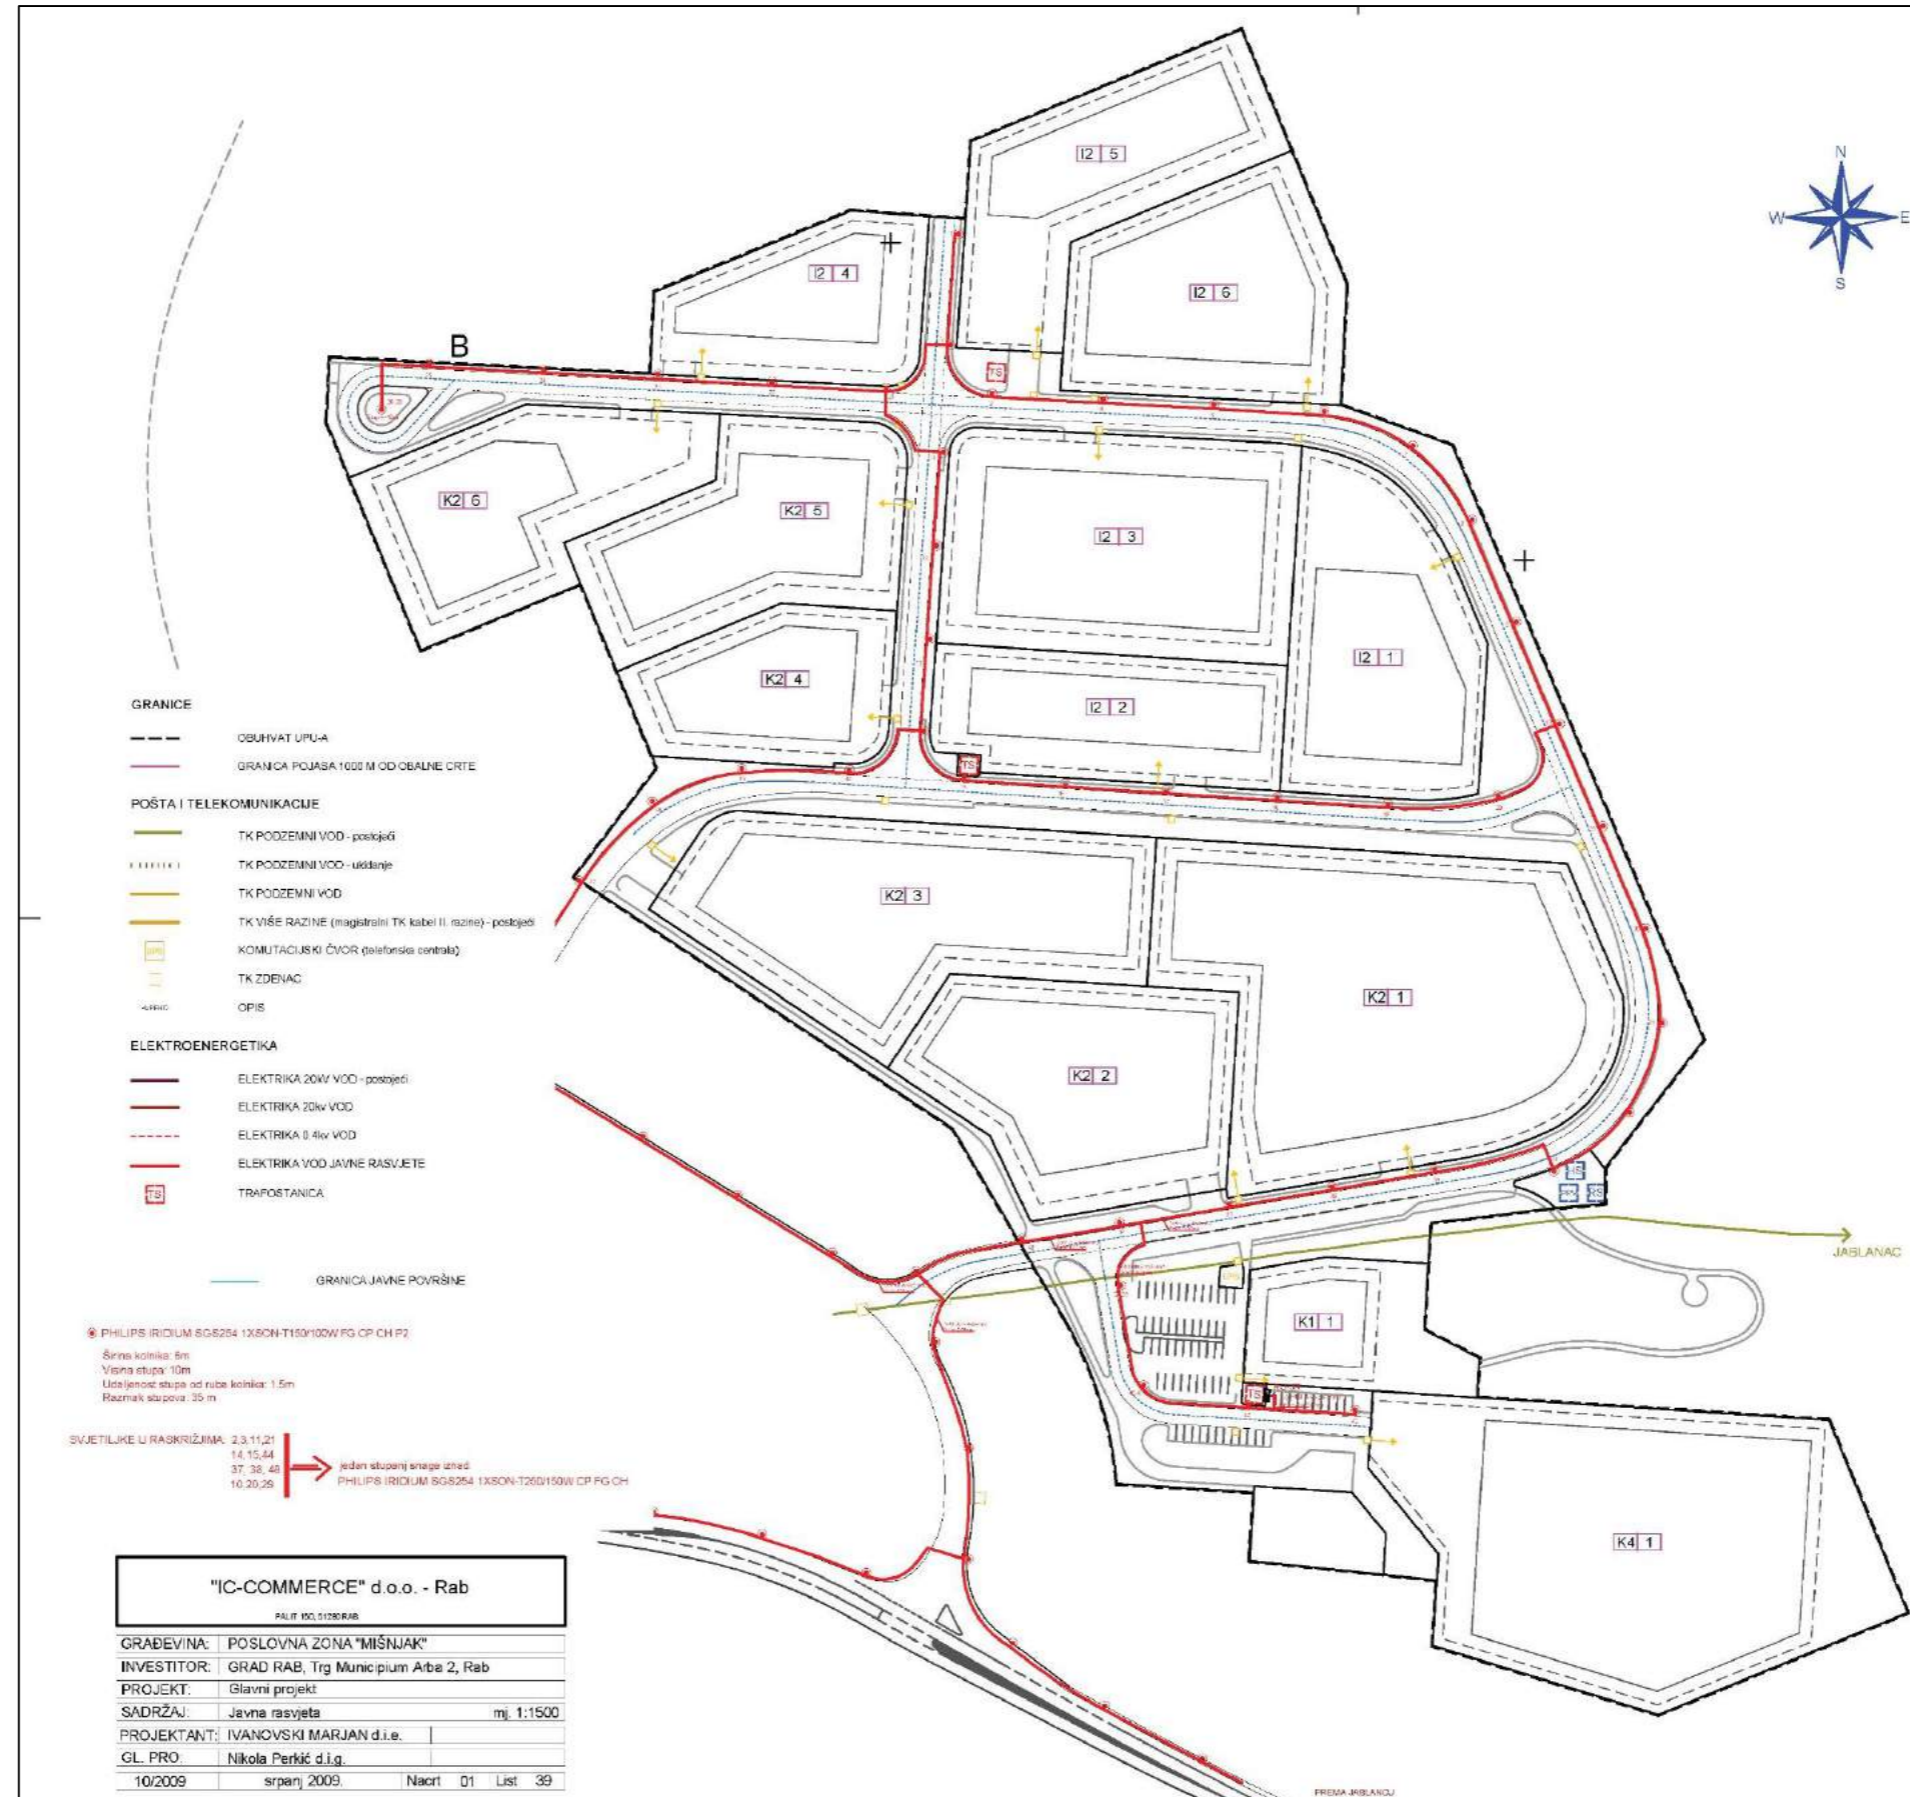 N
W
E
S
I2 5
I2 6
I2 4
B
TS
K2 6
K2 5
I2 3
I2 1
K2 4
I2 2
TS
GRANICE
OBUHVAT UPU-A
GRANICA POJASA 1000 M OD OBALNE CRTE
POŠTA I TELEKOMUNIKACIJE
TK PODZEMNI VOD - postojeći
TK PODZEMNI VOD - ukidanje
TK PODZEMNI VOD
TK VIŠE RAZINE (magistralni TK kabel II. razine) - postojeći
KOMUTACIJSKI ČVOR (telefonska centrala)
TK ZDENAC
OPIS
ELEKTROENERGETIKA
ELEKTRIKA 20kV VOD - postojeći
ELEKTRIKA 20kv VOD
ELEKTRIKA 0.4kv VOD
ELEKTRIKA VOD JAVNE RASVJETE
TS TRAFOSTANICA
GRANICA JAVNE POVRŠINE
K2 3
K2 1
K2 2
JABLANAC
K1 1
TS
K4 1
PHILIPS IRIDIUM SGS254 1XSON-T150/100W FG CP CH P2
Širina kolnika: 6m
Visina stupa: 10m
Udaljenost stupa od ruba kolnika: 1.5m
Razmak stupova: 35 m
SVJETILJKE U RASKRIŽJIMA: 2,3,11,21
14,15,44
37, 38, 48
10,20,29
jedan stupanj snage iznad
PHILIPS IRIDIUM SGS254 1XSON-T250/150W CP FG CH
"IC-COMMERCE" d.o.o. - Rab
PALIT 150, 51280 RAB
GRAĐEVINA: POSLOVNA ZONA "MIŠNJAK"
INVESTITOR: GRAD RAB, Trg Municipium Arba 2, Rab
PROJEKT: Glavni projekt
SADRŽAJ: Javna rasvjeta mj. 1:1500
PROJEKTANT: IVANOVSKI MARJAN d.i.e.
GL. PRO. Nikola Perkić d.i.g.
10/2009 srpanj 2009. Nacrt 01 List 39
PREMA JABLANCU